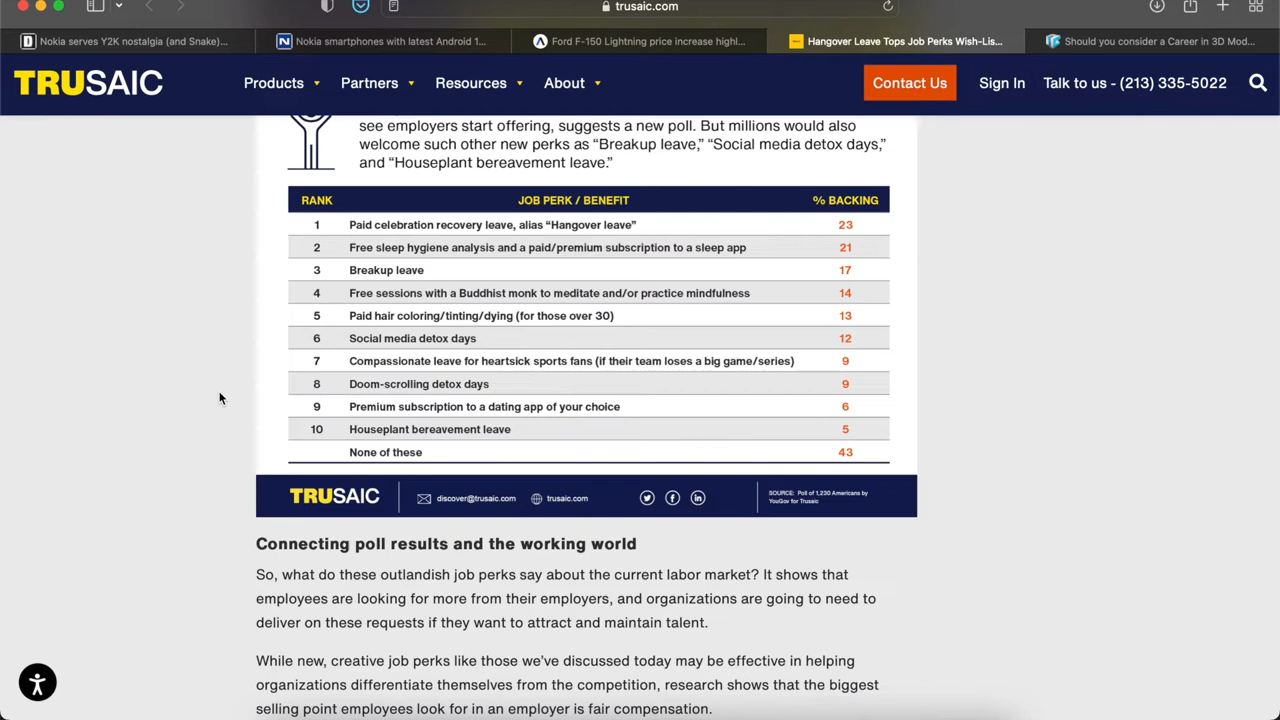 trusaic.com
Nokia serves Y2K nostalgia (and Snake)...
Nokia smartphones with latest Android 1...
Ford F-150 Lightning price increase highl...
Hangover Leave Tops Job Perks Wish-Lis...
Should you consider a Career in 3D Mod...
TRUSAIC
Products
Partners
Resources
About
Contact Us
Sign In
Talk to us - (213) 335-5022
see employers start offering, suggests a new poll. But millions would also
welcome such other new perks as “Breakup leave,” “Social media detox days,”
and “Houseplant bereavement leave.”
RANK JOB PERK / BENEFIT % BACKING
1 Paid celebration recovery leave, alias “Hangover leave” 23
2 Free sleep hygiene analysis and a paid/premium subscription to a sleep app 21
3 Breakup leave 17
4 Free sessions with a Buddhist monk to meditate and/or practice mindfulness 14
5 Paid hair coloring/tinting/dying (for those over 30) 13
6 Social media detox days 12
7 Compassionate leave for heartsick sports fans (if their team loses a big game/series) 9
8 Doom-scrolling detox days 9
9 Premium subscription to a dating app of your choice 6
10 Houseplant bereavement leave 5
None of these 43
TRUSAIC
discover@trusaic.com
trusaic.com
SOURCE: Poll of 1,230 Americans by
YouGov for Trusaic
Connecting poll results and the working world
So, what do these outlandish job perks say about the current labor market? It shows that
employees are looking for more from their employers, and organizations are going to need to
deliver on these requests if they want to attract and maintain talent.
While new, creative job perks like those we’ve discussed today may be effective in helping
organizations differentiate themselves from the competition, research shows that the biggest
selling point employees look for in an employer is fair compensation.